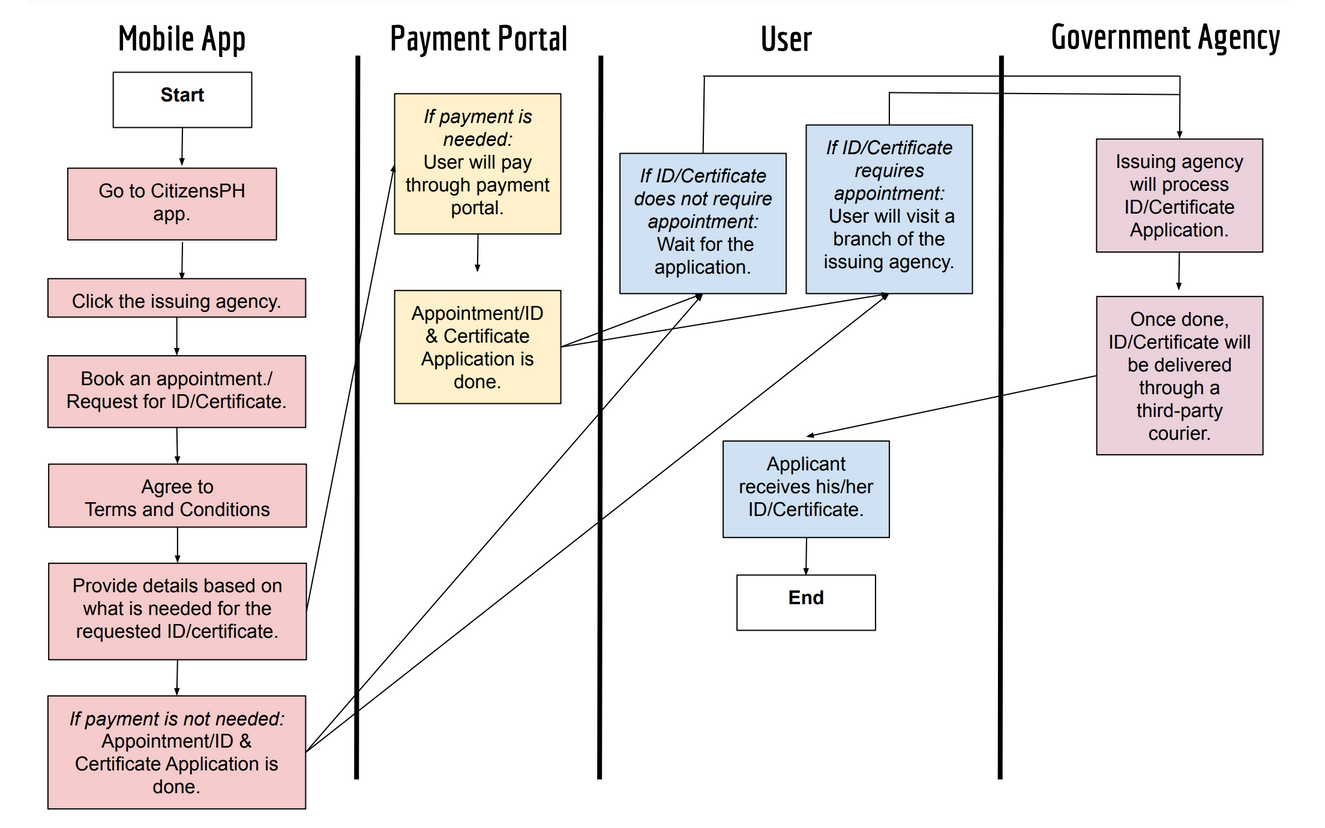 Mobile App
Payment Portal
User
Government Agency
Start
Go to CitizensPH
app.
Click the issuing agency.
Book an appointment./
Request for ID/Certificate.
Agree to
Terms and Conditions
Provide details based on
what is needed for the
requested ID/certificate.
If payment is not needed:
Appointment/ID &
Certificate Application is
done.
If payment is
needed:
User will pay
through payment
portal.
Appointment/ID
& Certificate
Application is
done.
If ID/Certificate
does not require
appointment:
Wait for the
application.
If ID/Certificate
requires
appointment:
User will visit a
branch of the
issuing agency.
Applicant
receives his/her
ID/Certificate.
End
Issuing agency
will process
ID/Certificate
Application.
Once done,
ID/Certificate will
be delivered
through a
third-party
courier.